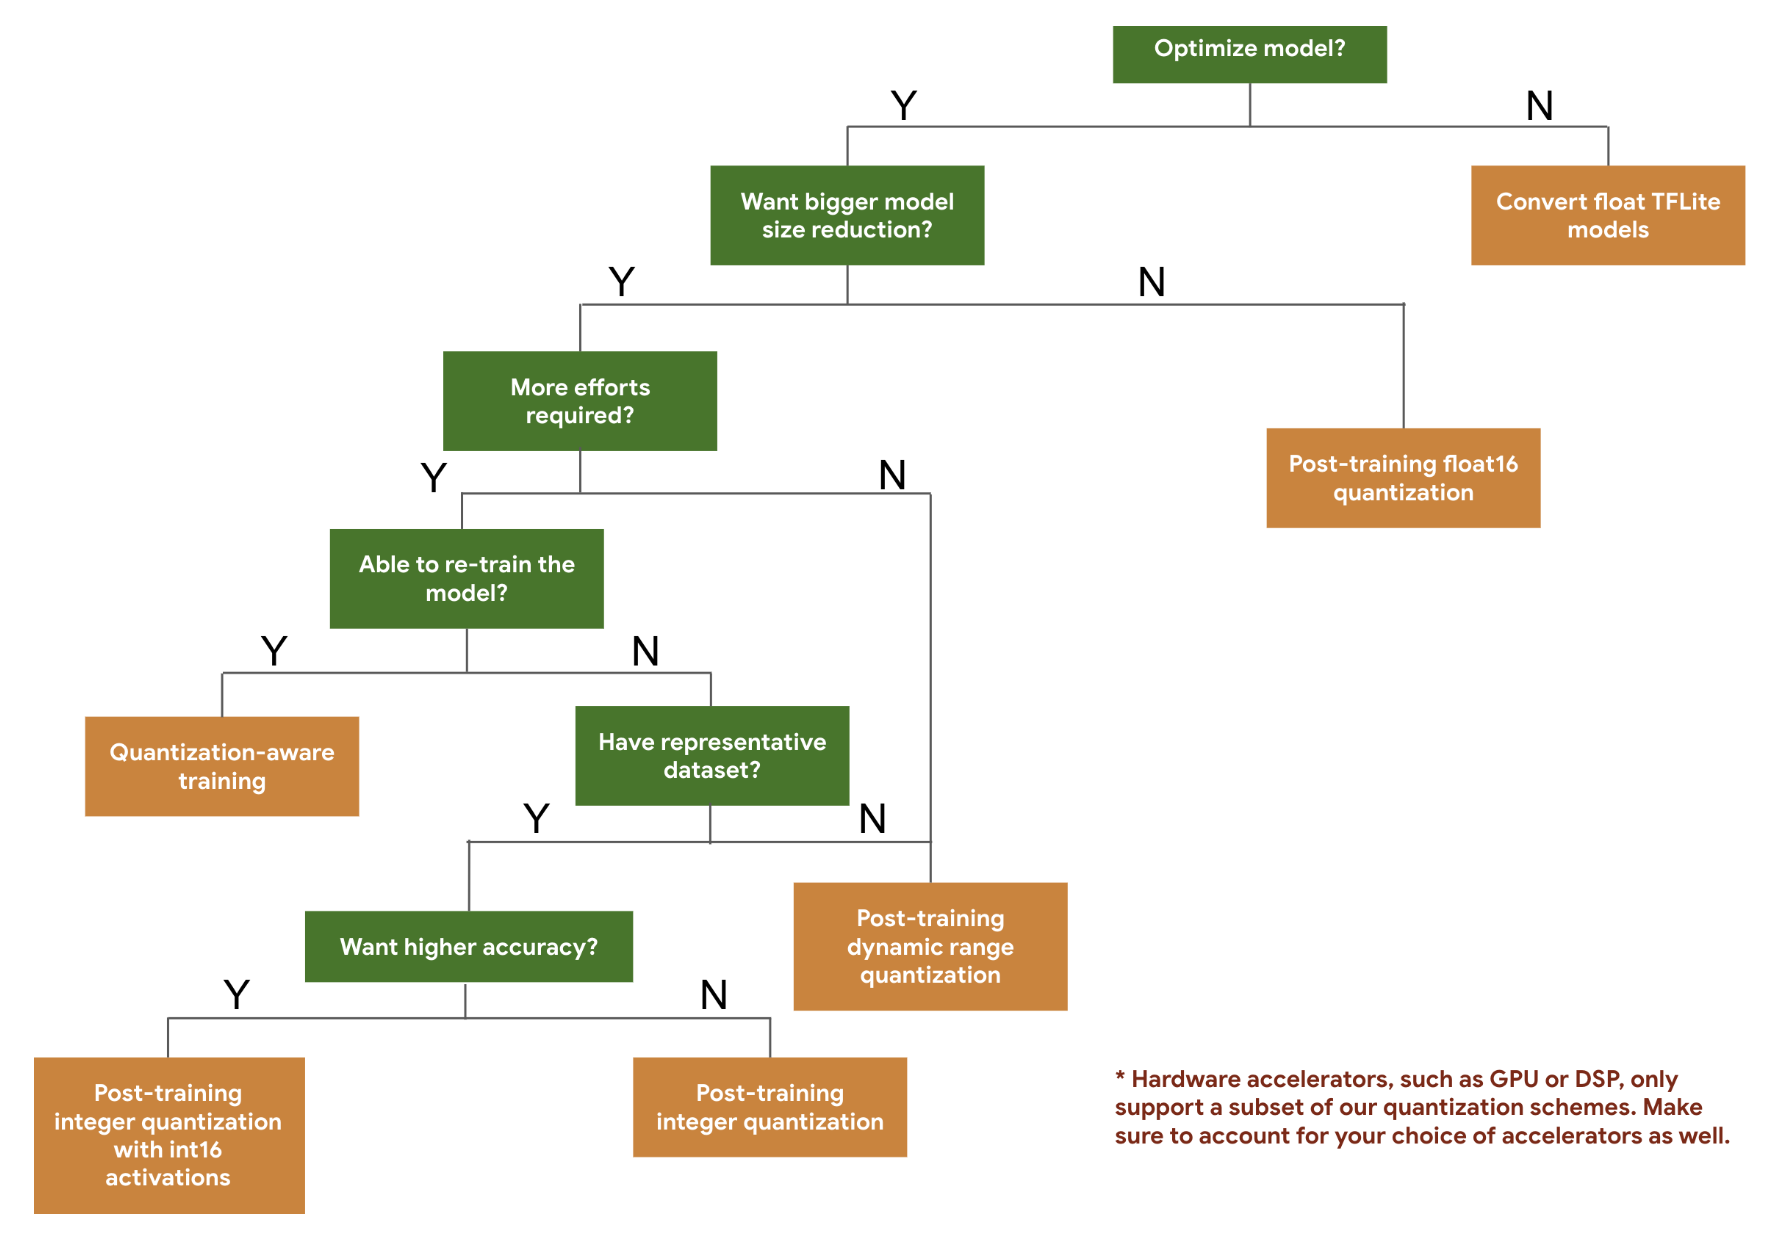 Optimize model?
Y
N
Want bigger model
size reduction?
Convert float TFLite
models
Y
N
More efforts
required?
Post-training float16
quantization
Y
N
Able to re-train the
model?
Y
N
Quantization-aware
training
Have representative
dataset?
Y
N
Want higher accuracy?
Post-training
dynamic range
quantization
Y
N
Post-training
integer quantization
with int16
activations
Post-training
integer quantization
* Hardware accelerators, such as GPU or DSP, only
support a subset of our quantization schemes. Make
sure to account for your choice of accelerators as well.